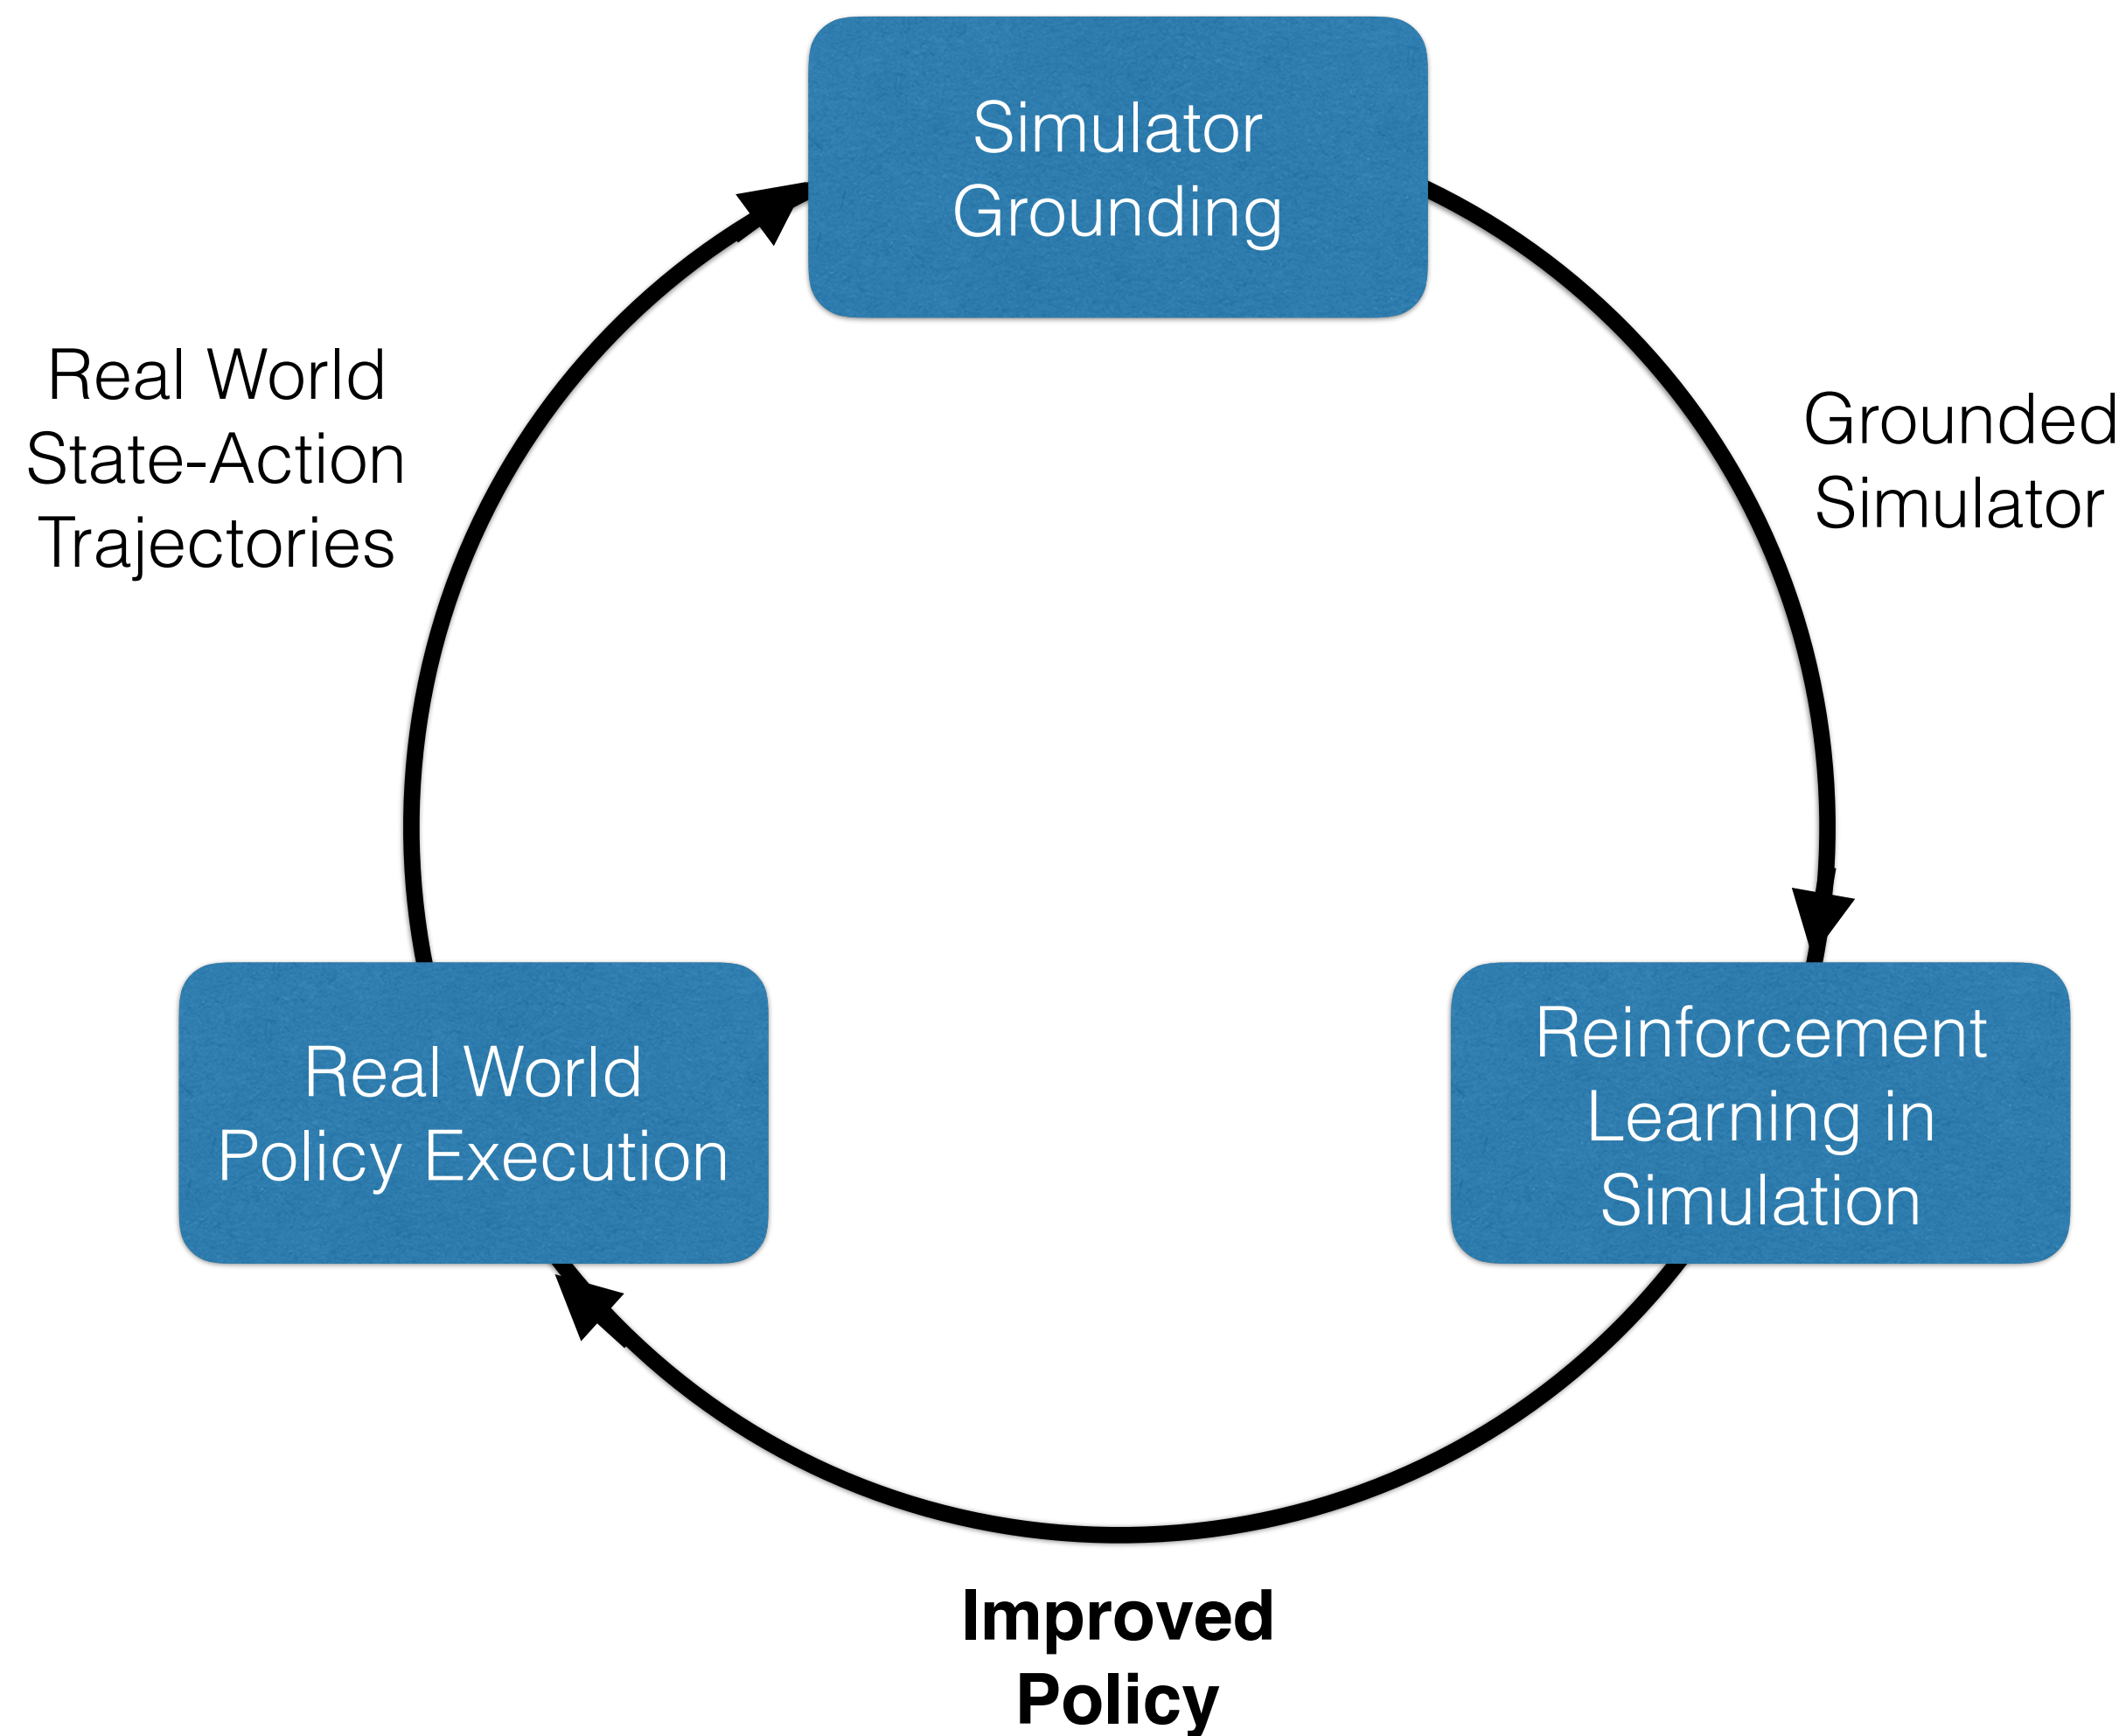 Simulator
Grounding
Real World
State-Action
Trajectories
Grounded
Simulator
Real World
Policy Execution
Reinforcement
Learning in
Simulation
Improved
Policy